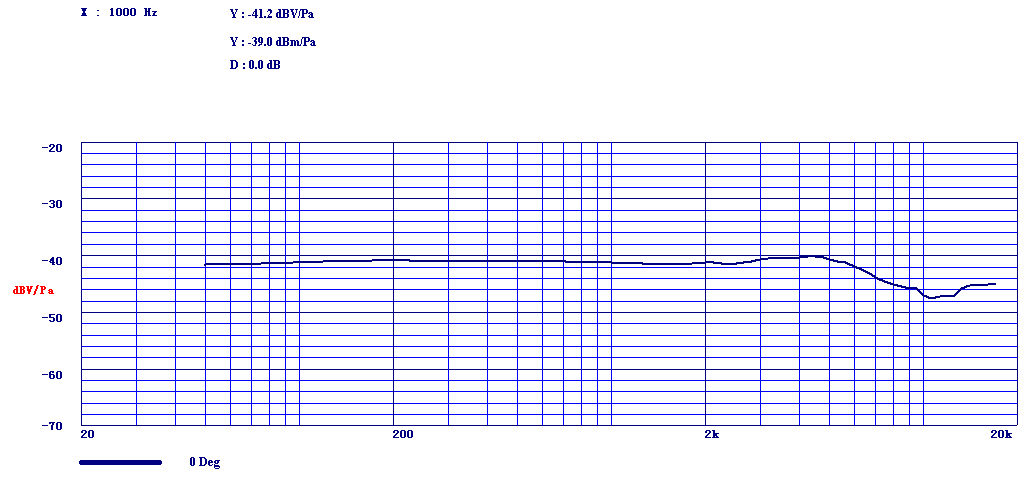 X : 1000 Hz Y : -41.2 dBV/Pa
Y : -39.0 dBm/Pa
D : 0.0 dB
-20
-30
-40
dBV/Pa
-50
-60
-70
20 200 2k 20k
0 Deg